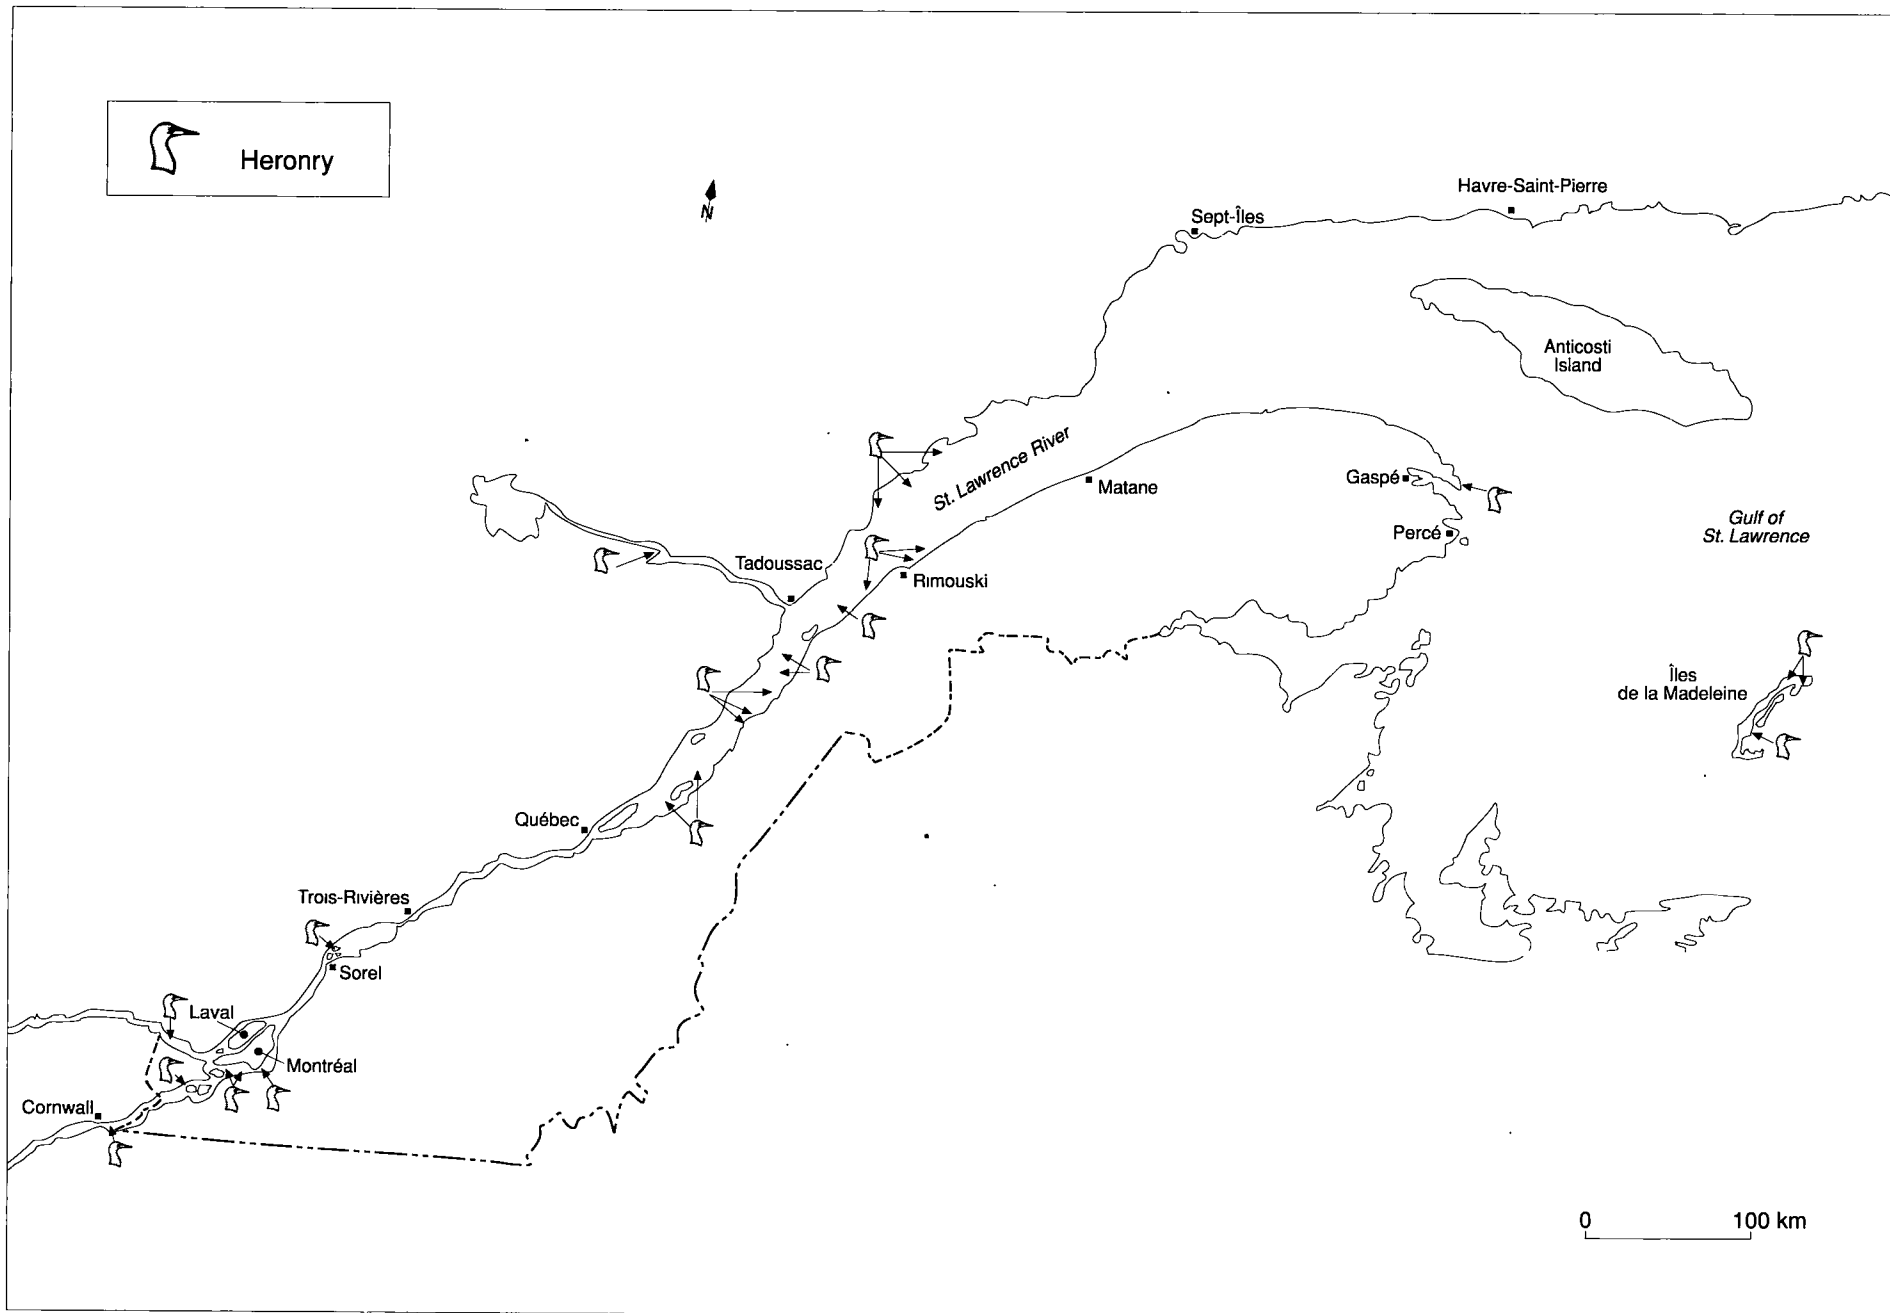 Heronry
N
Havre-Saint-Pierre
Sept-Îles
Anticosti
Island
St. Lawrence River
Matane
Gaspé
Percé
Gulf of
St. Lawrence
Tadoussac
Rimouski
Îles
de la Madeleine
Québec
Trois-Rivières
Sorel
Laval
Montréal
Cornwall
0 100 km